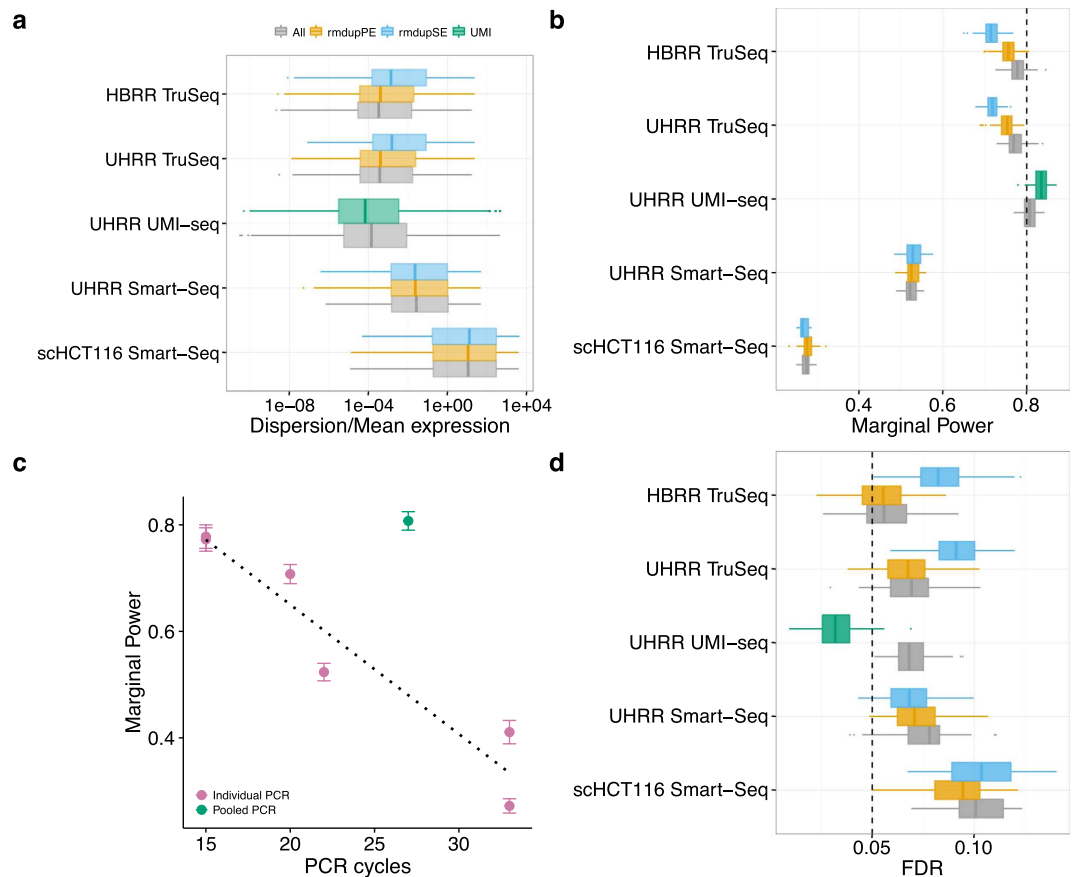 a
All rmdupPE rmdupSE UMI
HBRR TruSeq
UHRR TruSeq
UHRR UMI−seq
UHRR Smart−Seq
scHCT116 Smart−Seq
1e−08 1e−04 1e+00 1e+04
Dispersion/Mean expression
b
HBRR TruSeq
UHRR TruSeq
UHRR UMI−seq
UHRR Smart−Seq
scHCT116 Smart−Seq
0.4 0.6 0.8
Marginal Power
c
Marginal Power
0.8
0.6
0.4
Individual PCR
Pooled PCR
15 20 25 30
PCR cycles
d
HBRR TruSeq
UHRR TruSeq
UHRR UMI−seq
UHRR Smart−Seq
scHCT116 Smart−Seq
0.05 0.10
FDR